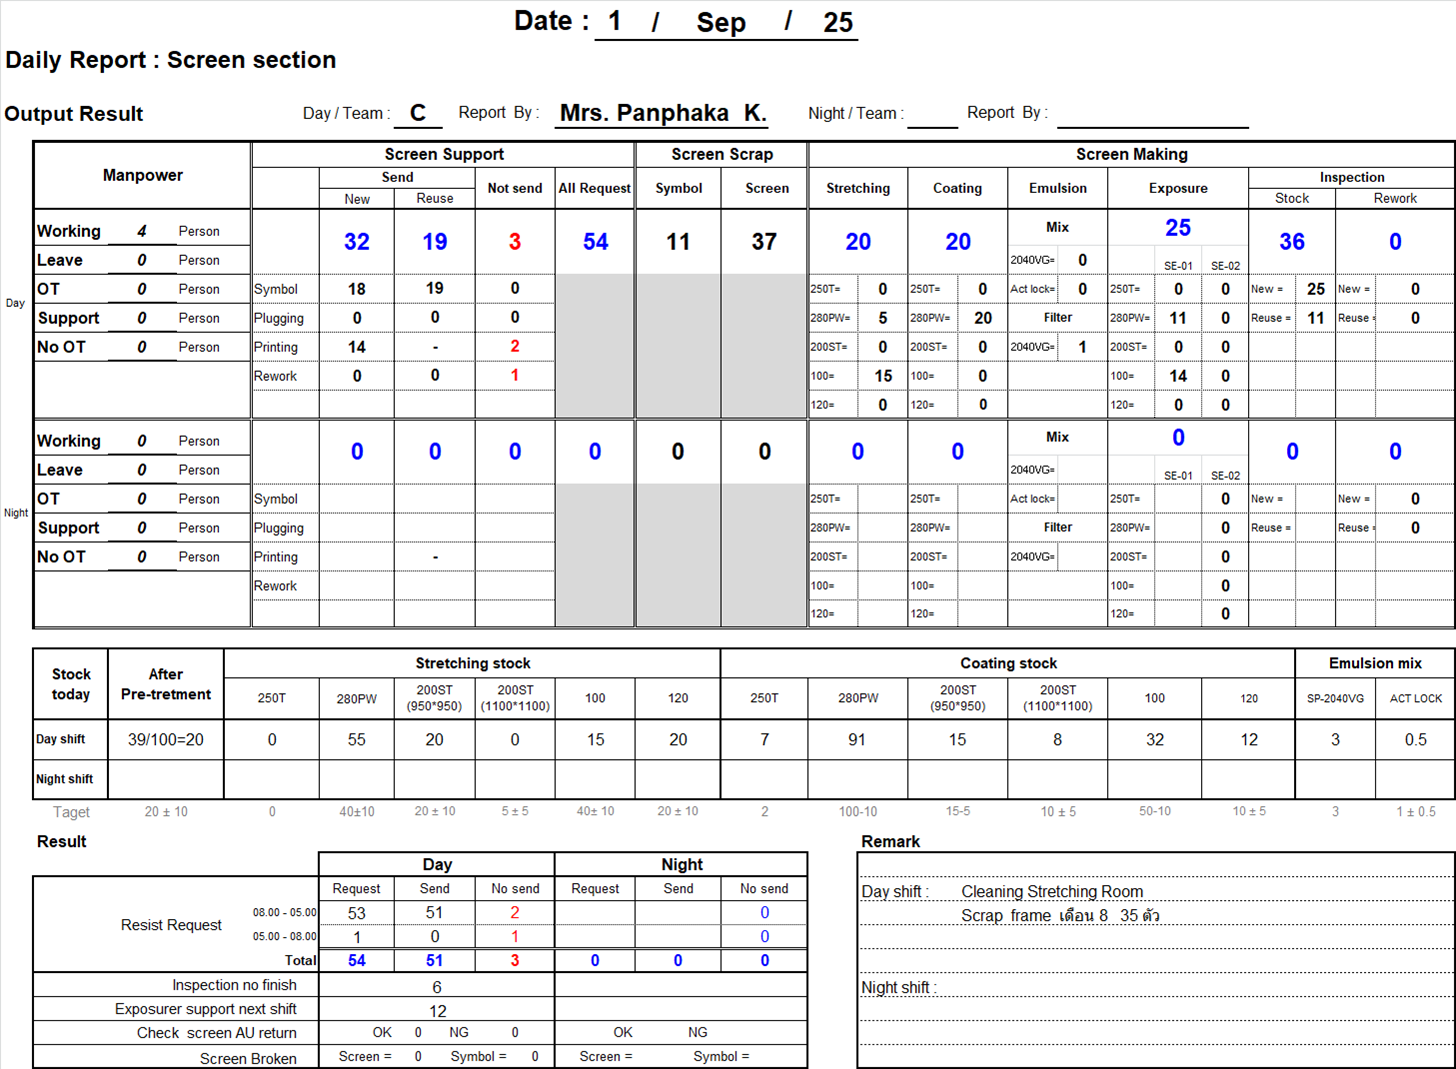 Date : 1 / Sep / 25
Daily Report : Screen section
Output Result Day / Team : C Report By : Mrs. Panphaka K. Night / Team : Report By :
Manpower Screen Support Screen Scrap Screen Making
Send Not send All Request Symbol Screen Stretching Coating Emulsion Exposure Inspection
New Reuse Stock Rework
Day
Working 4 Person 32 19 3 54 11 37 20 20 Mix 25 36 0
Leave 0 Person 2040VG= 0 SE-01 SE-02
OT 0 Person Symbol 18 19 0 250T= 0 250T= 0 Act lock= 0 250T= 0 0 New = 25 New = 0
Support 0 Person Plugging 0 0 0 280PW= 5 280PW= 20 Filter 280PW= 11 0 Reuse = 11 Reuse = 0
No OT 0 Person Printing 14 - 2 200ST= 0 200ST= 0 2040VG= 1 200ST= 0 0
Rework 0 0 1 100= 15 100= 0 100= 14 0
120= 0 120= 0 120= 0 0
Night
Working 0 Person 0 0 0 0 0 0 0 0 Mix 0 0 0
Leave 0 Person 2040VG= SE-01 SE-02
OT 0 Person Symbol 250T= 250T= Act lock= 250T= 0 New = New = 0
Support 0 Person Plugging 280PW= 280PW= Filter 280PW= 0 Reuse = Reuse = 0
No OT 0 Person Printing - 200ST= 200ST= 2040VG= 200ST= 0
Rework 100= 100= 100= 0
120= 120= 120= 0
Stock today After Pre-tretment Stretching stock Coating stock Emulsion mix
250T 280PW 200ST (950*950) 200ST (1100*1100) 100 120 250T 280PW 200ST (950*950) 200ST (1100*1100) 100 120 SP-2040VG ACT LOCK
Day shift 39/100=20 0 55 20 0 15 20 7 91 15 8 32 12 3 0.5
Night shift
Taget 20 ± 10 0 40±10 20 ± 10 5 ± 5 40± 10 20 ± 10 2 100-10 15-5 10 ± 5 50-10 10 ± 5 3 1 ± 0.5
Result
Day Night
Request Send No send Request Send No send
Resist Request
08.00 - 05.00 53 51 2 0
05.00 - 08.00 1 0 1 0
Total 54 51 3 0 0 0
Inspection no finish 6
Exposurer support next shift 12
Check screen AU return OK 0 NG 0 OK NG
Screen Broken Screen = 0 Symbol = 0 Screen = Symbol =
Remark
Day shift : Cleaning Stretching Room
Scrap frame เดือน 8 35 ตัว
Night shift :